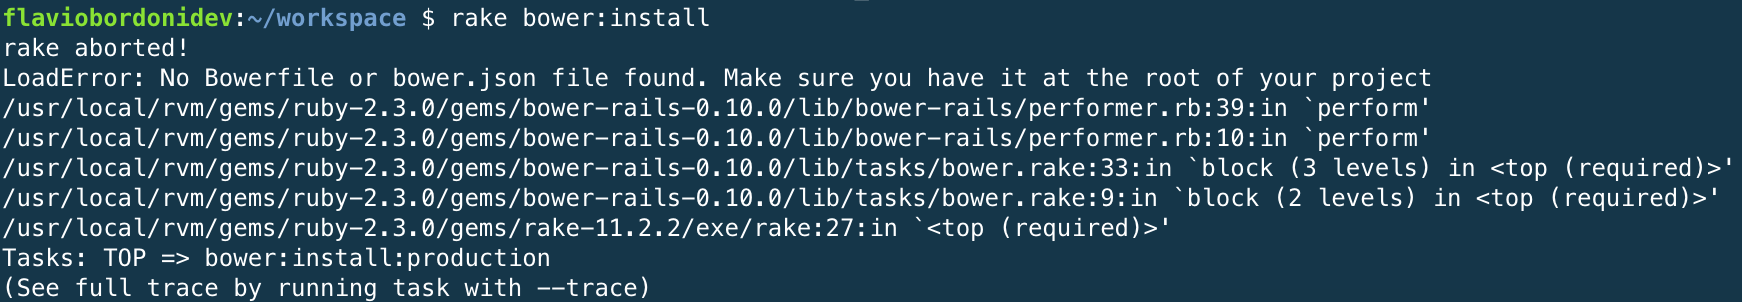 flaviobordonidev:~/workspace $ rake bower:install
rake aborted!
LoadError: No Bowerfile or bower.json file found. Make sure you have it at the root of your project
/usr/local/rvm/gems/ruby-2.3.0/gems/bower-rails-0.10.0/lib/bower-rails/performer.rb:39:in `perform'
/usr/local/rvm/gems/ruby-2.3.0/gems/bower-rails-0.10.0/lib/bower-rails/performer.rb:10:in `perform'
/usr/local/rvm/gems/ruby-2.3.0/gems/bower-rails-0.10.0/lib/tasks/bower.rake:33:in `block (3 levels) in <top (required)>'
/usr/local/rvm/gems/ruby-2.3.0/gems/bower-rails-0.10.0/lib/tasks/bower.rake:9:in `block (2 levels) in <top (required)>'
/usr/local/rvm/gems/ruby-2.3.0/gems/rake-11.2.2/exe/rake:27:in `<top (required)>'
Tasks: TOP => bower:install:production
(See full trace by running task with --trace)